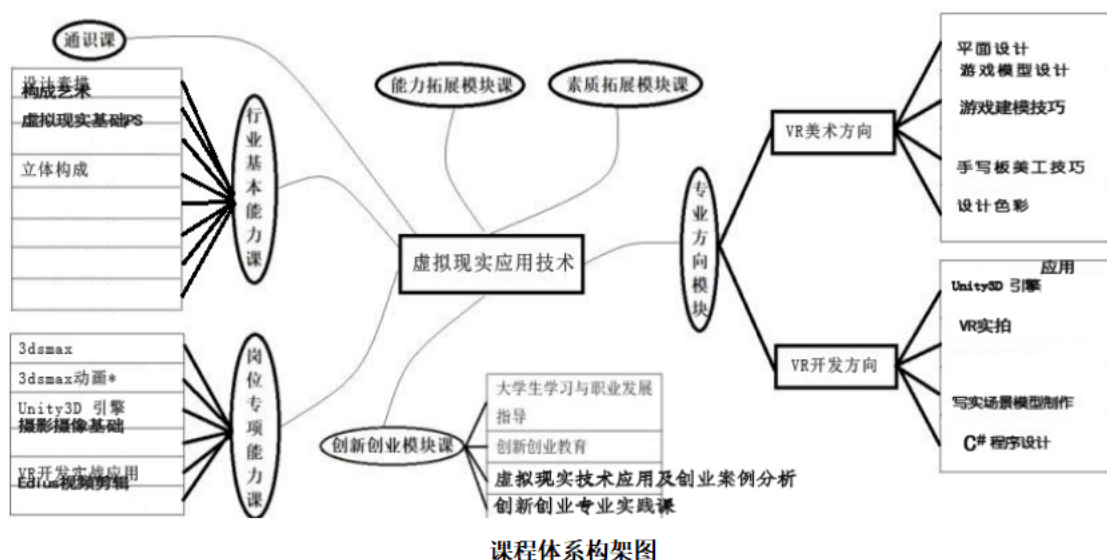 通识课
设计素描
构成艺术
虚拟现实基础PS
立体构成
行业基本能力课
能力拓展模块课
素质拓展模块课
虚拟现实应用技术
专业方向模块
VR美术方向
平面设计
游戏模型设计
游戏建模技巧
手写板美工技巧
设计色彩
VR开发方向
应用
Unity3D 引擎
VR实拍
写实场景模型制作
C# 程序设计
3dsmax
3dsmax动画*
Unity3D 引擎
摄影摄像基础
VR开发实战应用
Edius视频剪辑
岗位专项能力课
创新创业模块课
大学生学习与职业发展
指导
创新创业教育
虚拟现实技术应用及创业案例分析
创新创业专业实践课
课程体系构架图